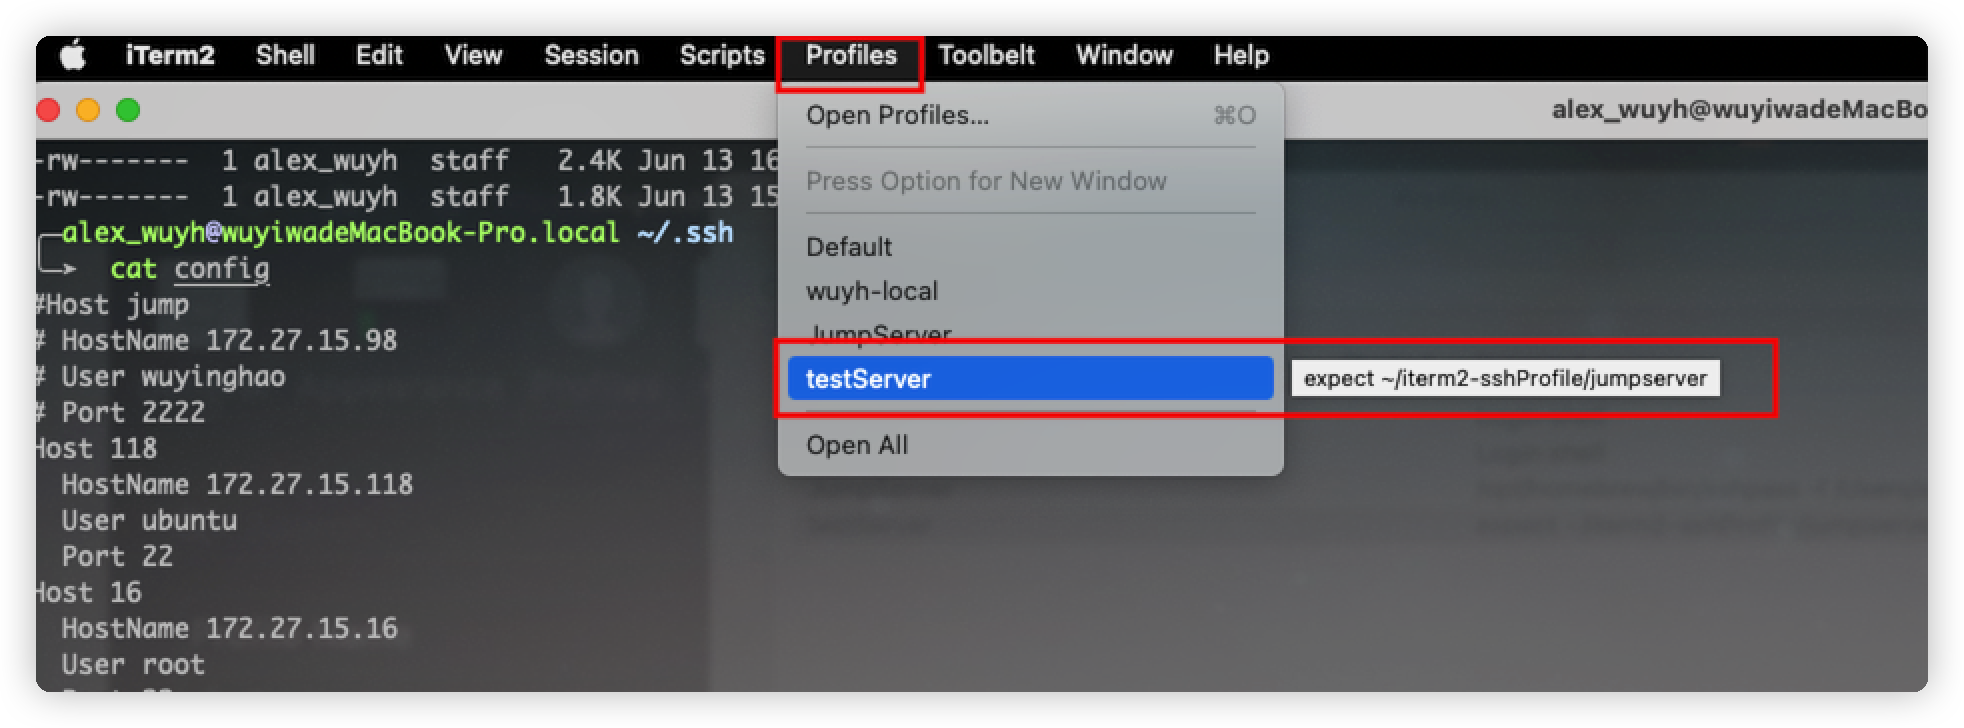 iTerm2 Shell Edit View Session Scripts Profiles Toolbelt Window Help
alex_wuyh@wuyiwadeMacBo
-rw------- 1 alex_wuyh staff 2.4K Jun 13 16
-rw------- 1 alex_wuyh staff 1.8K Jun 13 15
alex_wuyh@wuyiwadeMacBook-Pro.local ~/.ssh
cat config
#Host jump
# HostName 172.27.15.98
# User wuyinghao
# Port 2222
Host 118
HostName 172.27.15.118
User ubuntu
Port 22
Host 16
HostName 172.27.15.16
User root
Open Profiles... ⌘O
Press Option for New Window
Default
wuyh-local
JumpServer
testServer
expect ~/iterm2-sshProfile/jumpserver
Open All